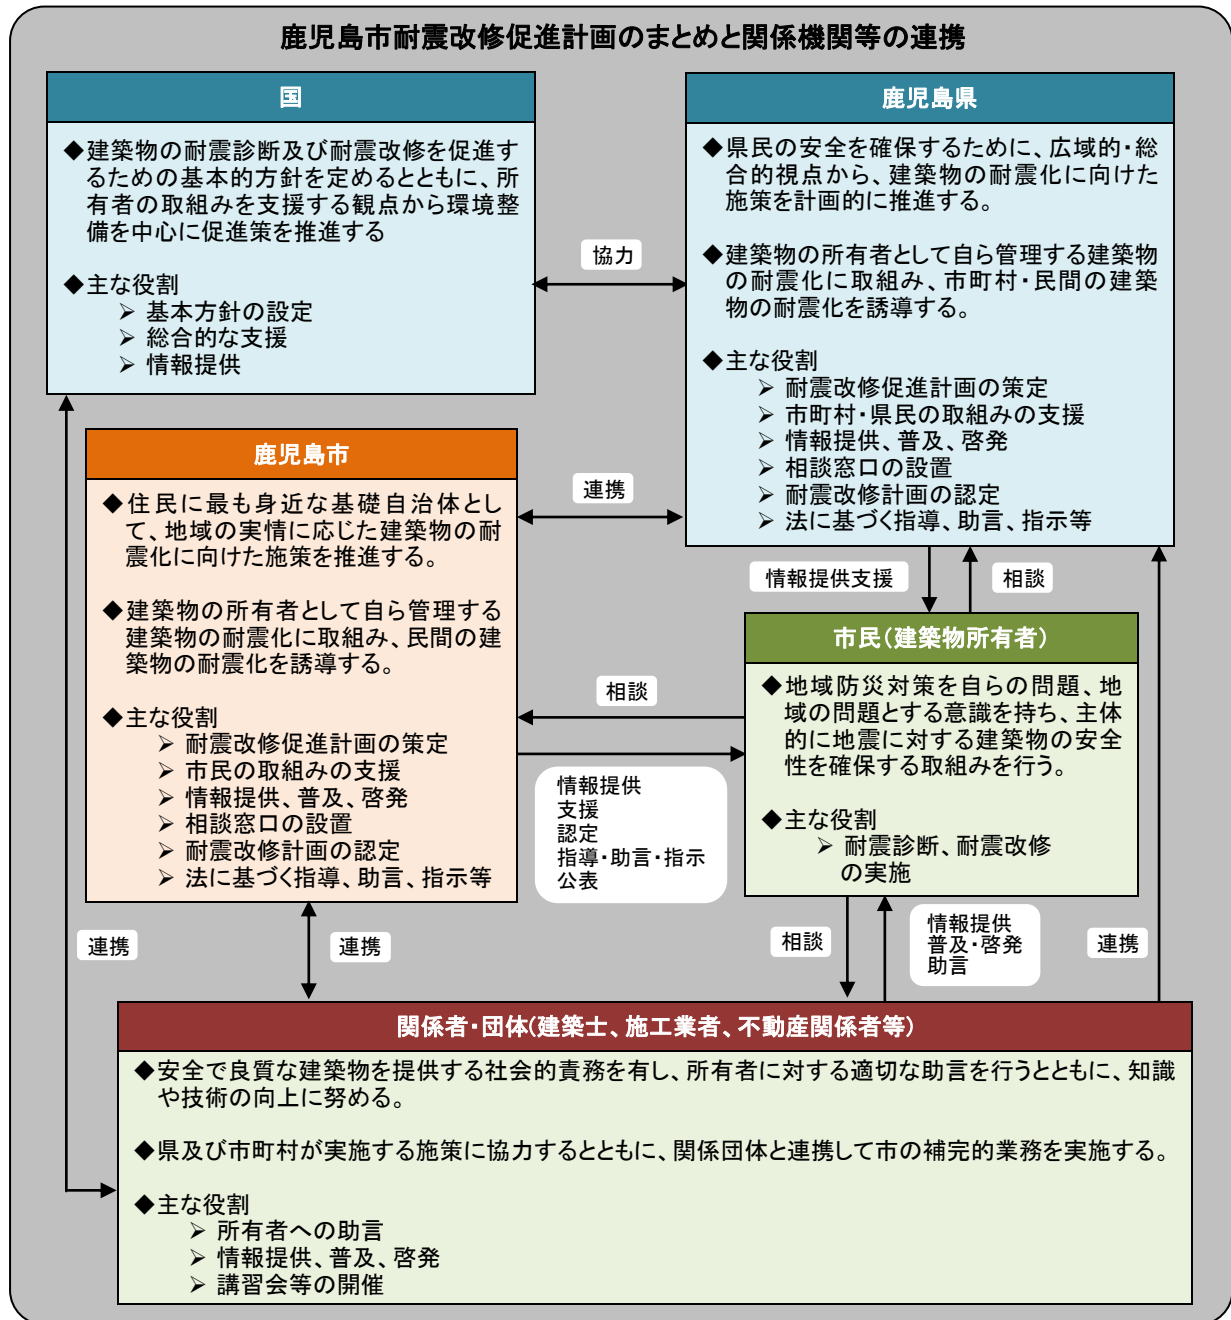 鹿児島市耐震改修促進計画のまとめと関係機関等の連携
国
◆建築物の耐震診断及び耐震改修を促進す
るための基本的方針を定めるとともに、所
有者の取組みを支援する観点から環境整
備を中心に促進策を推進する
◆主な役割
➢ 基本方針の設定
➢ 総合的な支援
➢ 情報提供
協力
鹿児島県
◆県民の安全を確保するために、広域的・総
合的視点から、建築物の耐震化に向けた
施策を計画的に推進する。
◆建築物の所有者として自ら管理する建築物
の耐震化に取組み、市町村・民間の建築
物の耐震化を誘導する。
◆主な役割
➢ 耐震改修促進計画の策定
➢ 市町村・県民の取組みの支援
➢ 情報提供、普及、啓発
➢ 相談窓口の設置
➢ 耐震改修計画の認定
➢ 法に基づく指導、助言、指示等
鹿児島市
◆住民に最も身近な基礎自治体とし
て、地域の実情に応じた建築物の耐
震化に向けた施策を推進する。
◆建築物の所有者として自ら管理する
建築物の耐震化に取組み、民間の建
築物の耐震化を誘導する。
◆主な役割
➢ 耐震改修促進計画の策定
➢ 市民の取組みの支援
➢ 情報提供、普及、啓発
➢ 相談窓口の設置
➢ 耐震改修計画の認定
➢ 法に基づく指導、助言、指示等
連携
情報提供支援
相談
市民(建築物所有者)
◆地域防災対策を自らの問題、地
域の問題とする意識を持ち、主体
的に地震に対する建築物の安全
性を確保する取組みを行う。
◆主な役割
➢ 耐震診断、耐震改修
の実施
相談
情報提供
支援
認定
指導・助言・指示
公表
連携
連携
相談
情報提供
普及・啓発
助言
連携
関係者・団体(建築士、施工業者、不動産関係者等)
◆安全で良質な建築物を提供する社会的責務を有し、所有者に対する適切な助言を行うとともに、知識
や技術の向上に努める。
◆県及び市町村が実施する施策に協力するとともに、関係団体と連携して市の補完的業務を実施する。
◆主な役割
➢ 所有者への助言
➢ 情報提供、普及、啓発
➢ 講習会等の開催